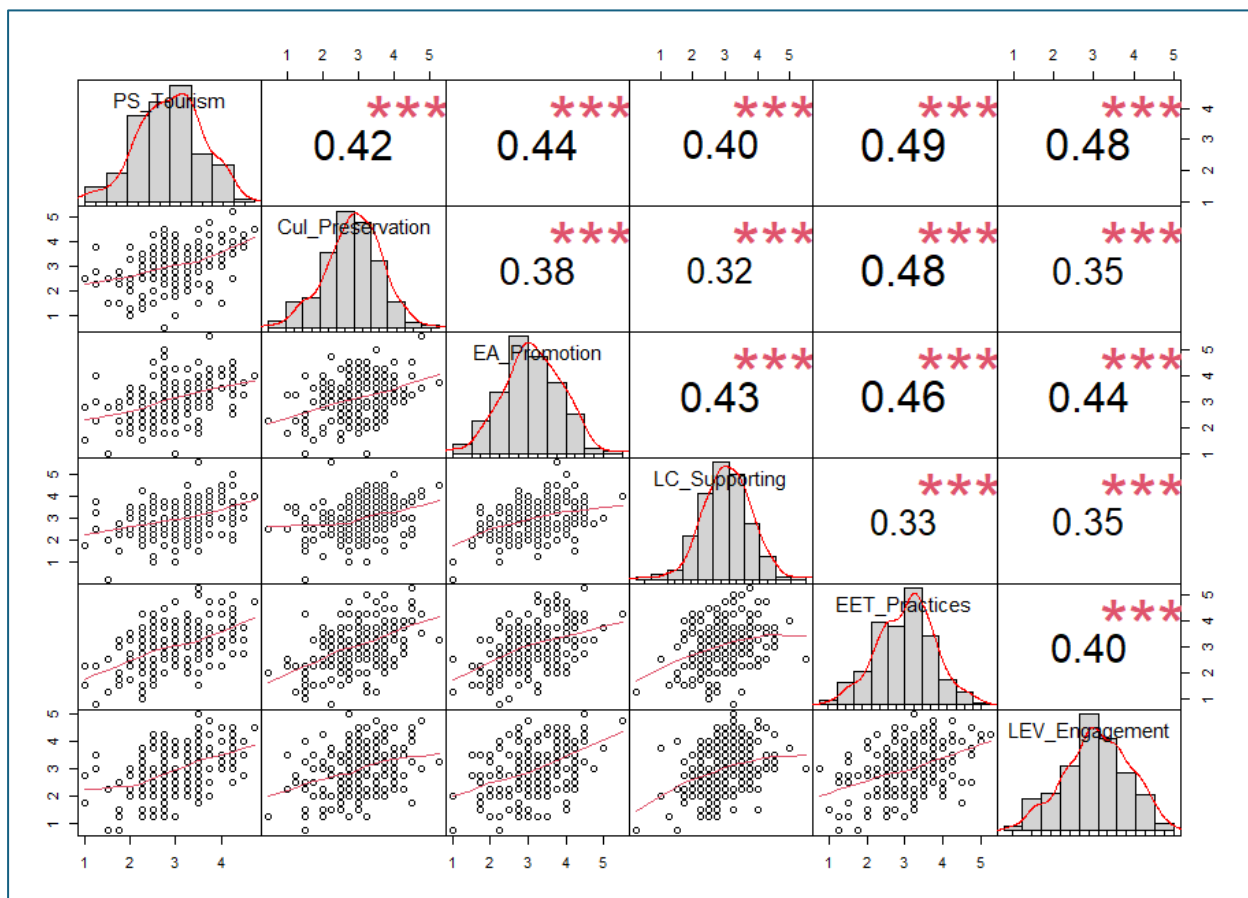 1 2 3 4 5 1 2 3 4 5 1 2 3 4 5
PS_Tourism *** *** *** *** ***
0.42 0.44 0.40 0.49 0.48
4
3
2
1
5
4
3
2
1
Cul_Preservation *** *** *** ***
0.38 0.32 0.48 0.35
EA_Promotion *** *** ***
0.43 0.46 0.44
5
4
3
2
1
5
4
3
2
1
LC_Supporting *** ***
0.33 0.35
EET_Practices ***
0.40
5
4
3
2
1
5
4
3
2
1
LEV_Engagement
1 2 3 4 1 2 3 4 5 1 2 3 4 5